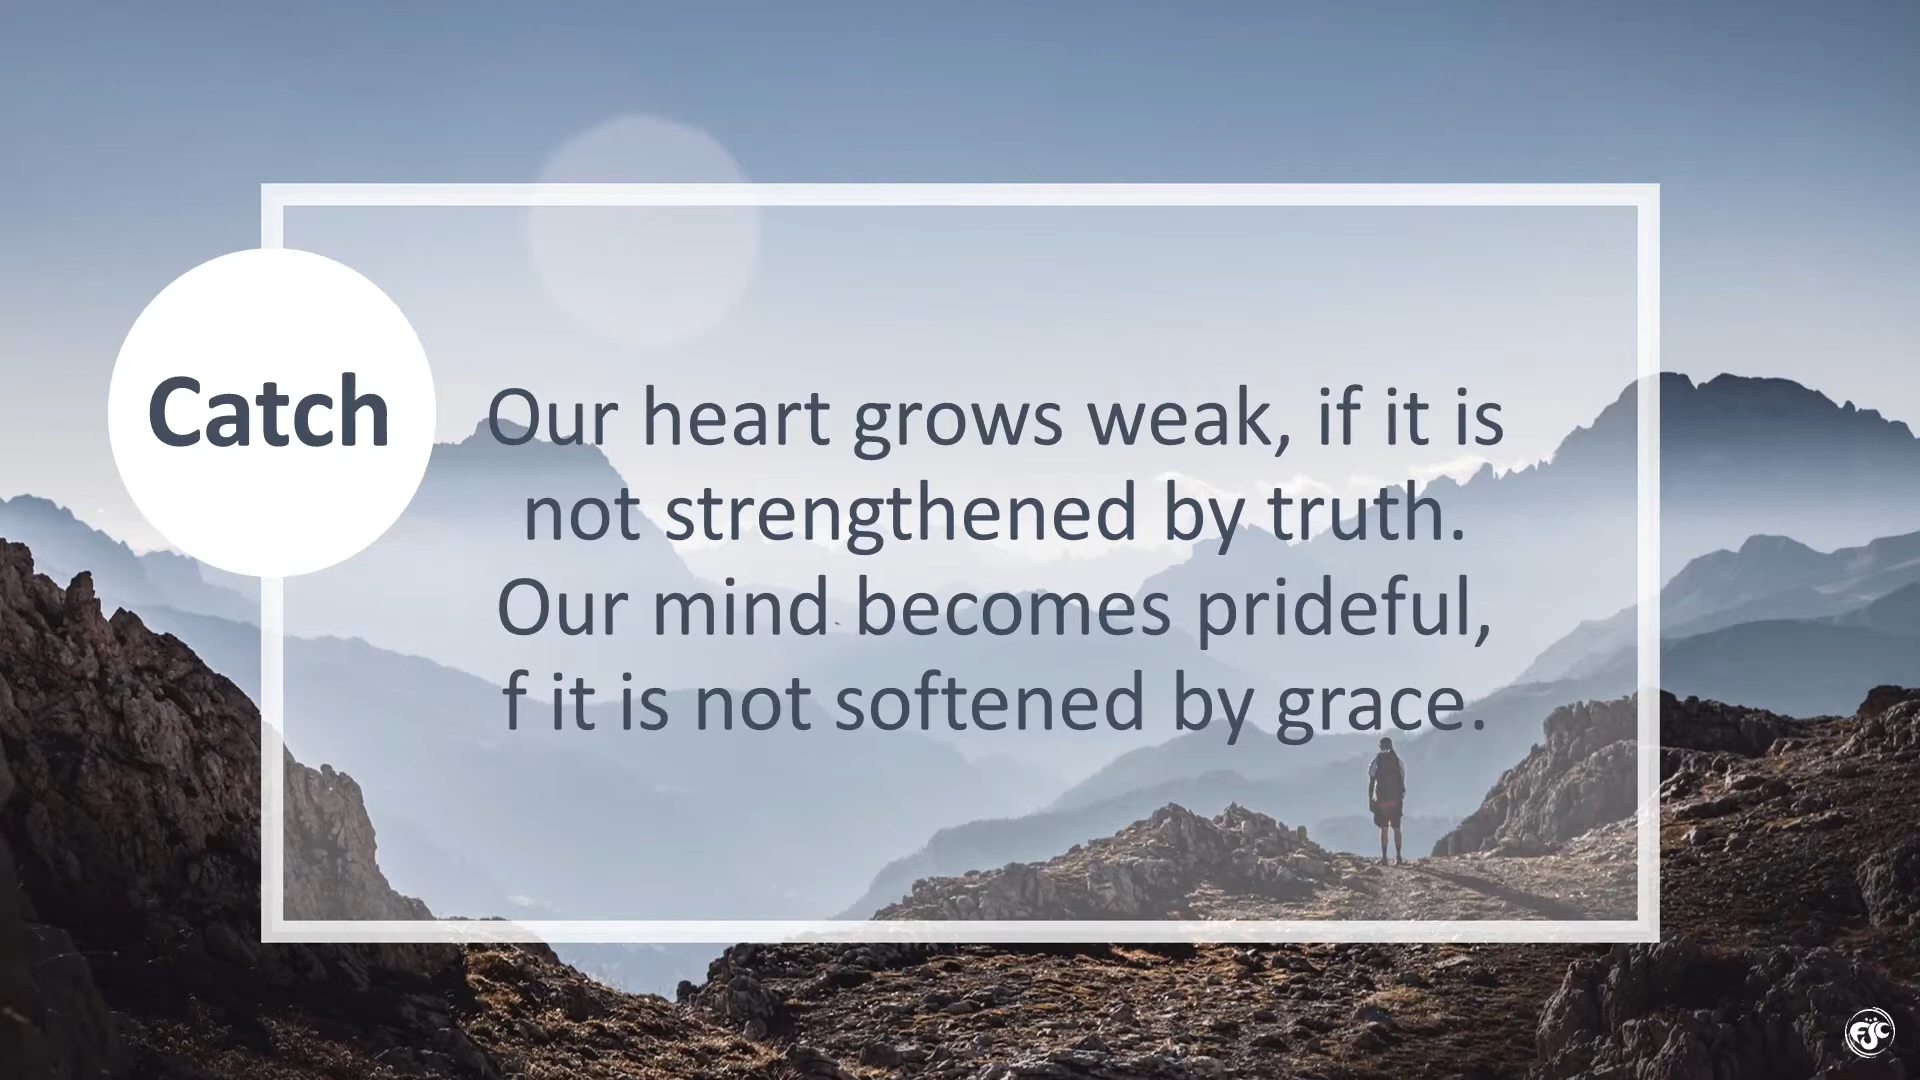 Catch
Our heart grows weak, if it is
not strengthened by truth.
Our mind becomes prideful,
f it is not softened by grace.
FJC